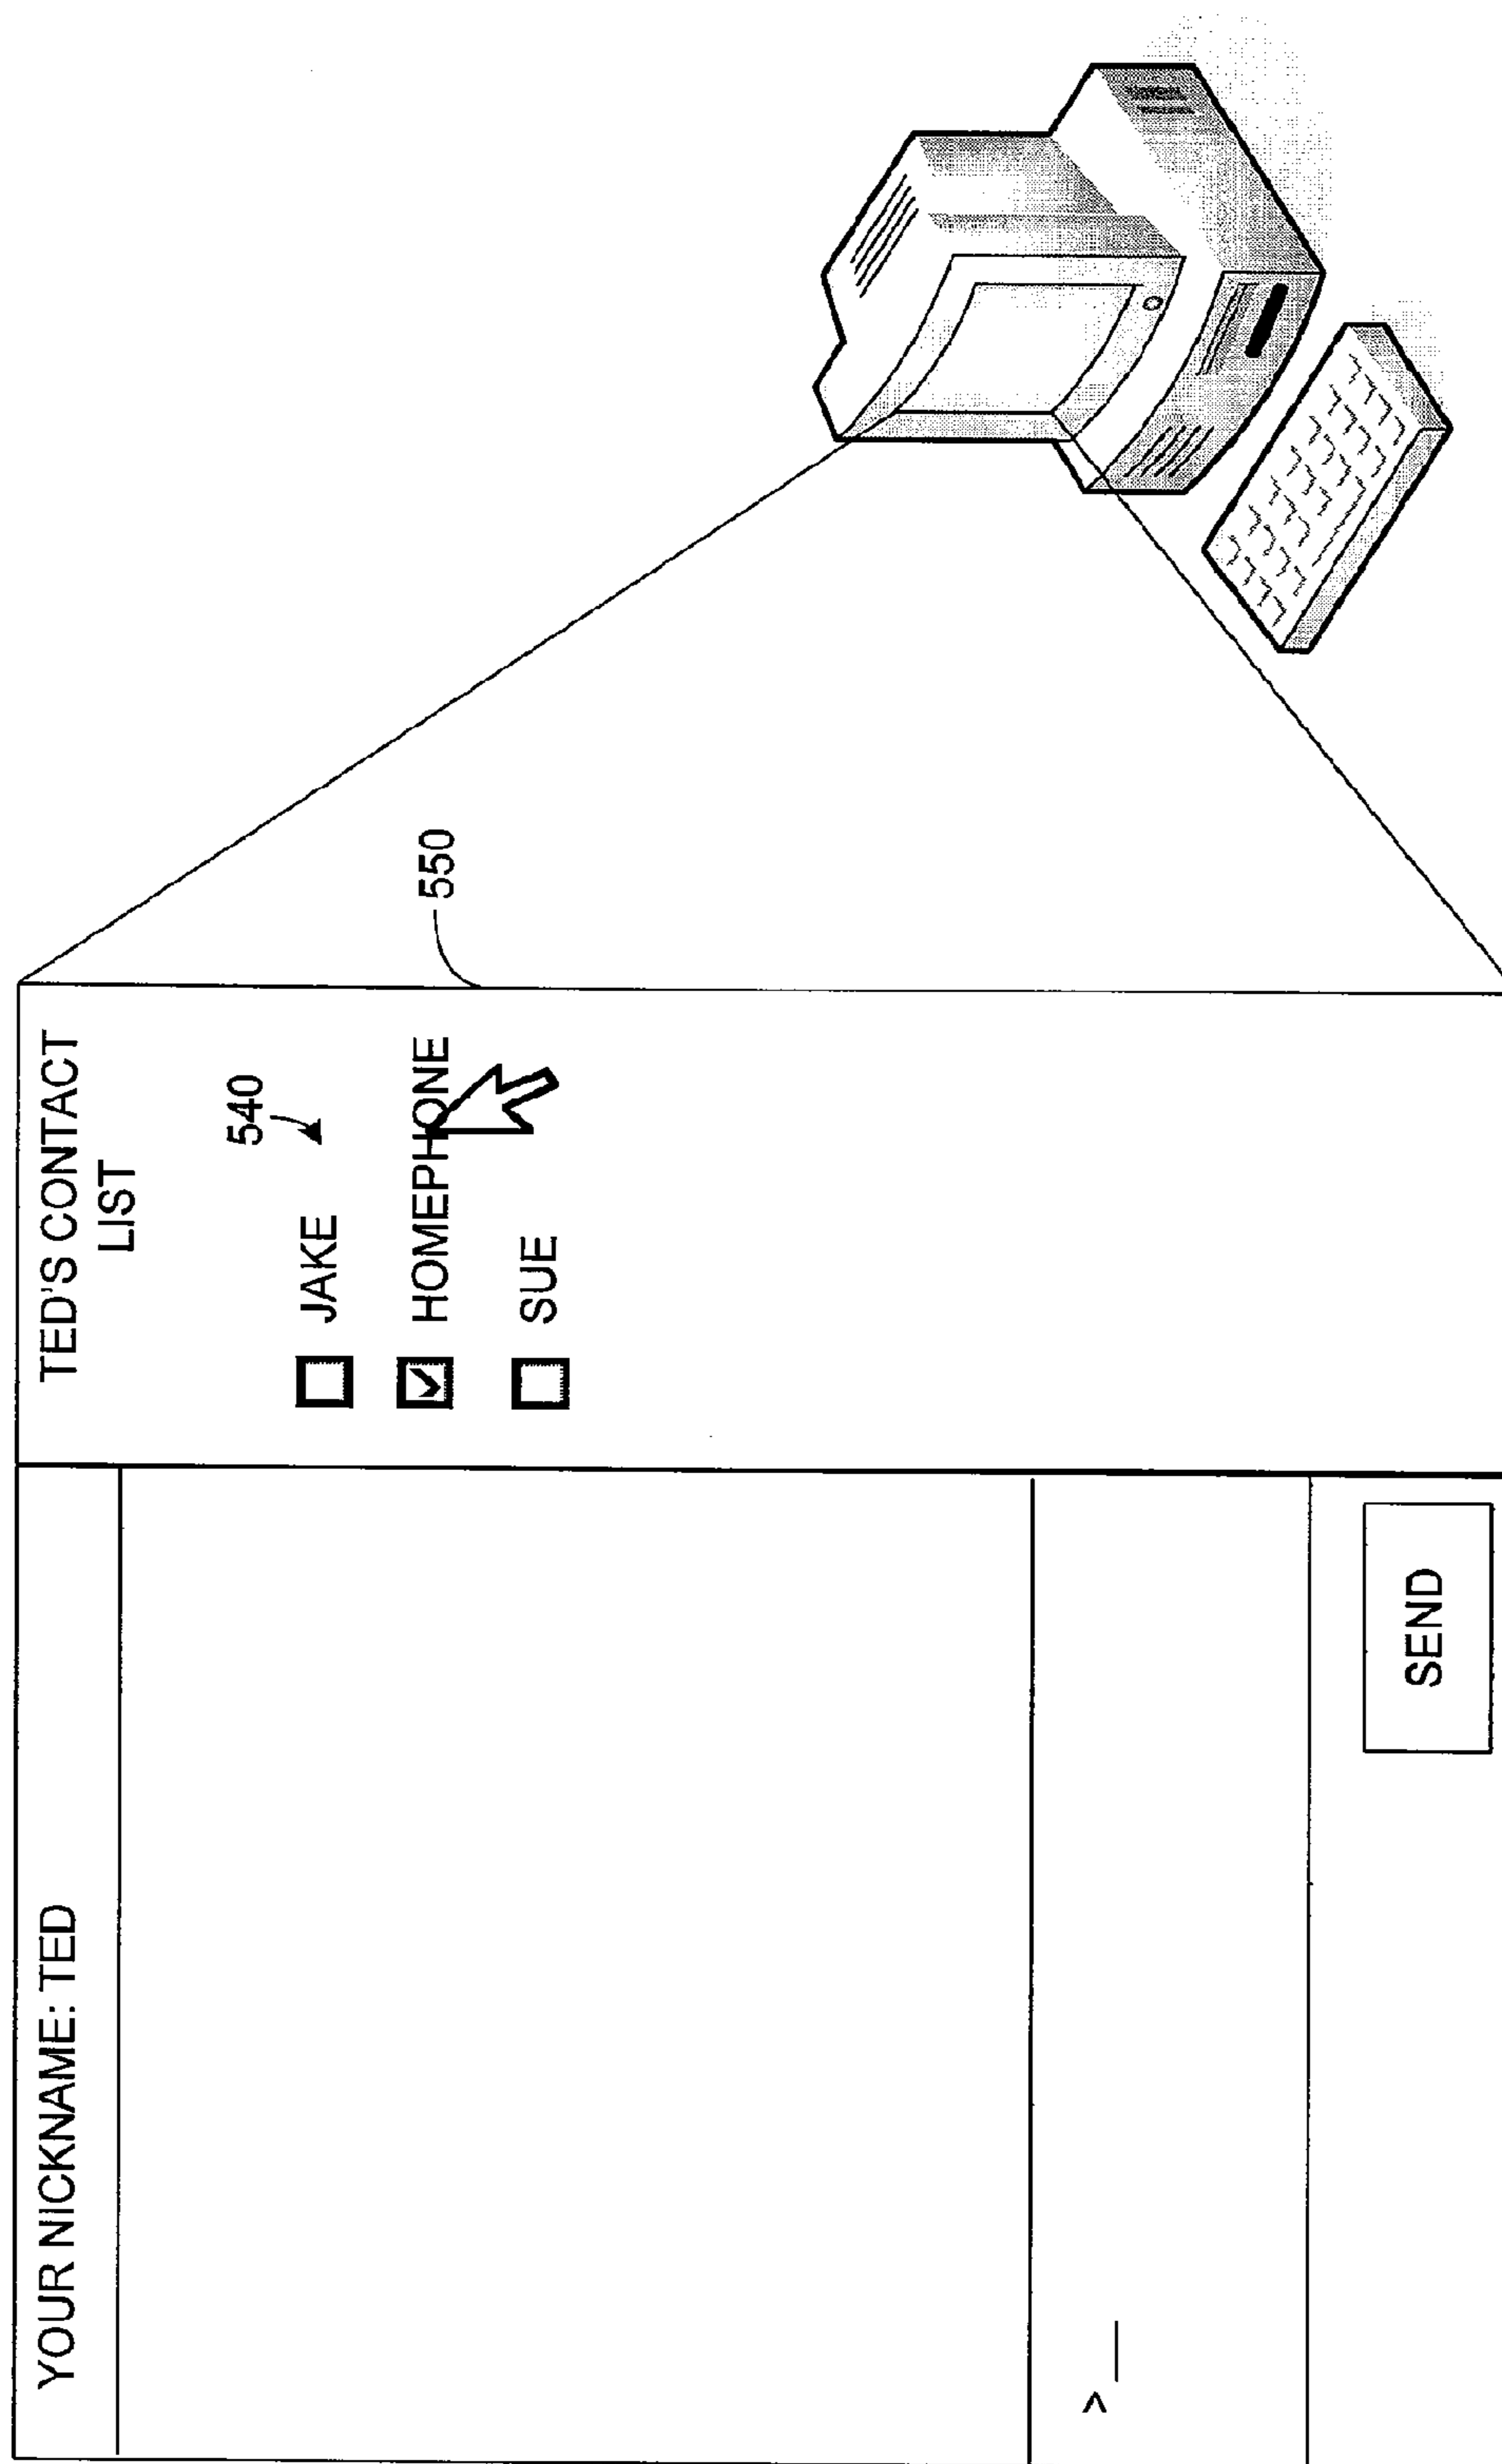 YOUR NICKNAME: TED
TED'S CONTACT
LIST
540
JAKE
HOMEPHONE
550
SUE
>_
SEND